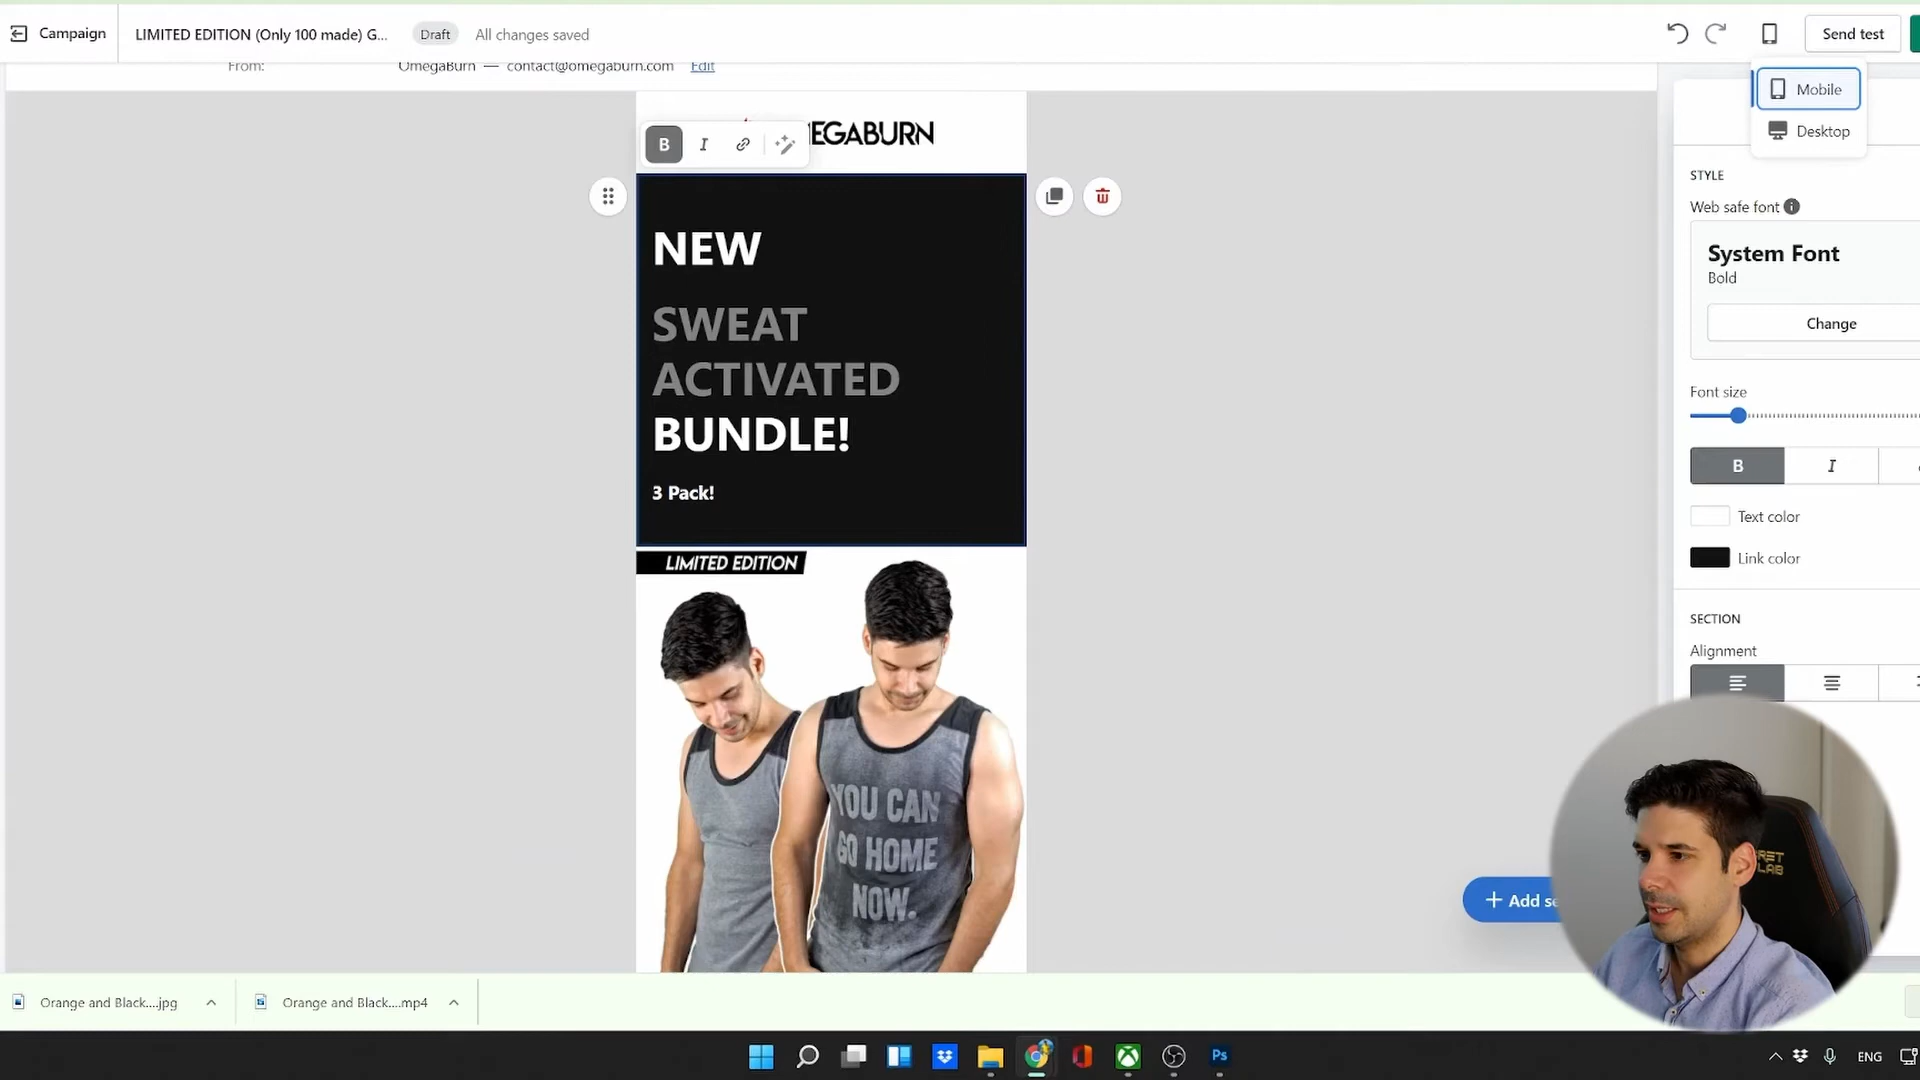 Campaign
LIMITED EDITION (Only 100 made) G...
Draft
All changes saved
Send test
From:
OmegaBurn — contact@omegaburn.com
Edit
Mobile
Desktop
B
I
NEW
SWEAT
ACTIVATED
BUNDLE!
3 Pack!
LIMITED EDITION
YOU CAN
GO HOME
NOW.
STYLE
Web safe font
System Font
Bold
Change
Font size
B
I
Text color
Link color
SECTION
Alignment
Add
Orange and Black....jpg
Orange and Black....mp4
Ps
ENG